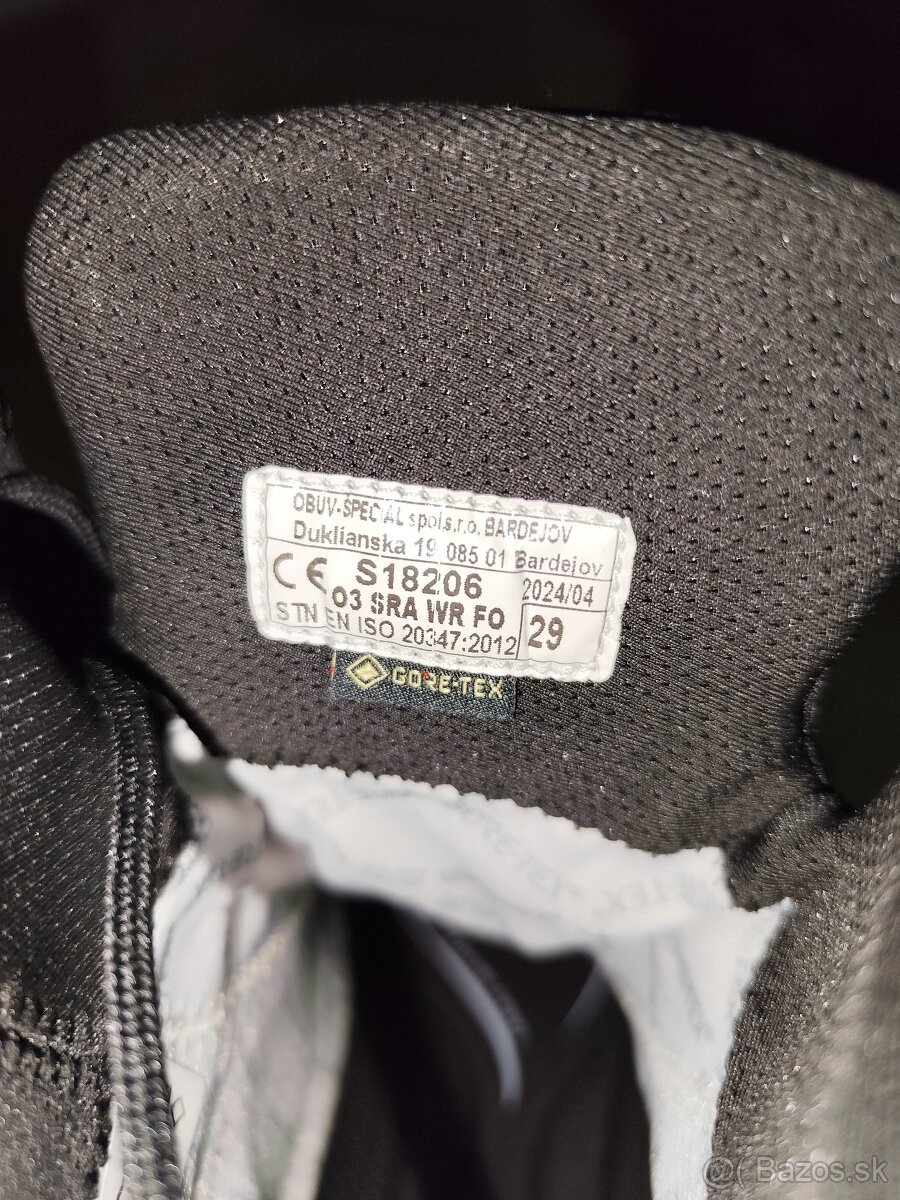 OBUV-ŠPECIÁL spol.s.r.o. BARDEJOV
Duklianska 19 085 01 Bardejov
CE S18206 2024/04
O3 SRA WR FO 29
STN EN ISO 20347:2012
GORE-TEX
Bazos.sk